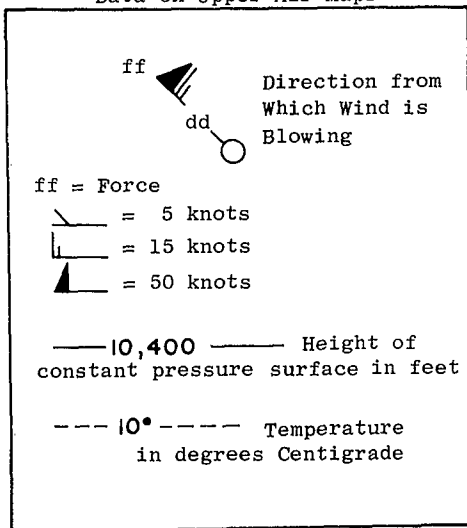 Data on Upper Air Maps
ff
Direction from
Which Wind is
Blowing
dd
ff = Force
= 5 knots
= 15 knots
= 50 knots
10,400 Height of
constant pressure surface in feet
10° Temperature
in degrees Centigrade